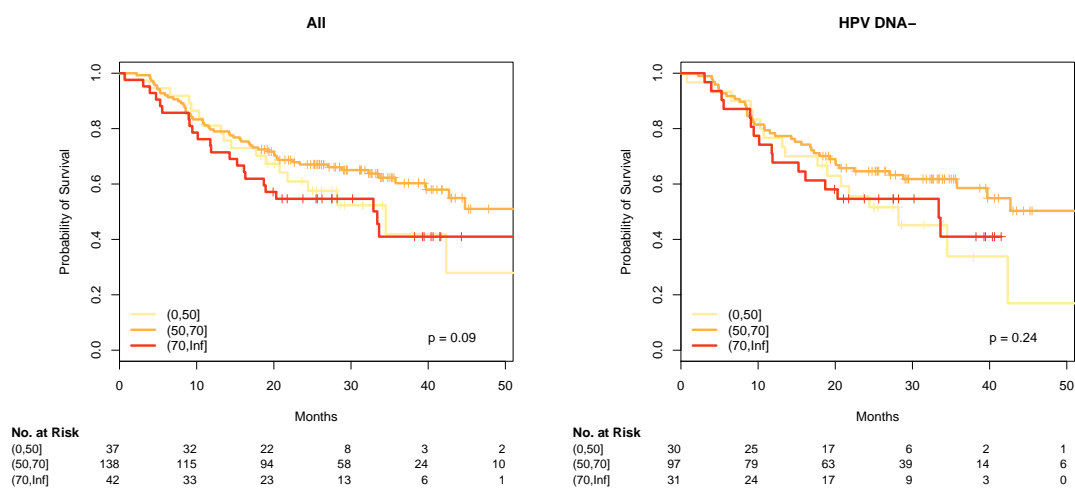 All
Probability of Survival
1.0
0.8
0.6
0.4
0.2
0.0
(0,50]
(50,70]
(70,Inf]
p = 0.09
0 10 20 30 40 50
Months
No. at Risk
(0,50] 37 32 22 8 3 2
(50,70] 138 115 94 58 24 10
(70,Inf] 42 33 23 13 6 1
HPV DNA−
Probability of Survival
1.0
0.8
0.6
0.4
0.2
0.0
(0,50]
(50,70]
(70,Inf]
p = 0.24
0 10 20 30 40 50
Months
No. at Risk
(0,50] 30 25 17 6 2 1
(50,70] 97 79 63 39 14 6
(70,Inf] 31 24 17 9 3 0